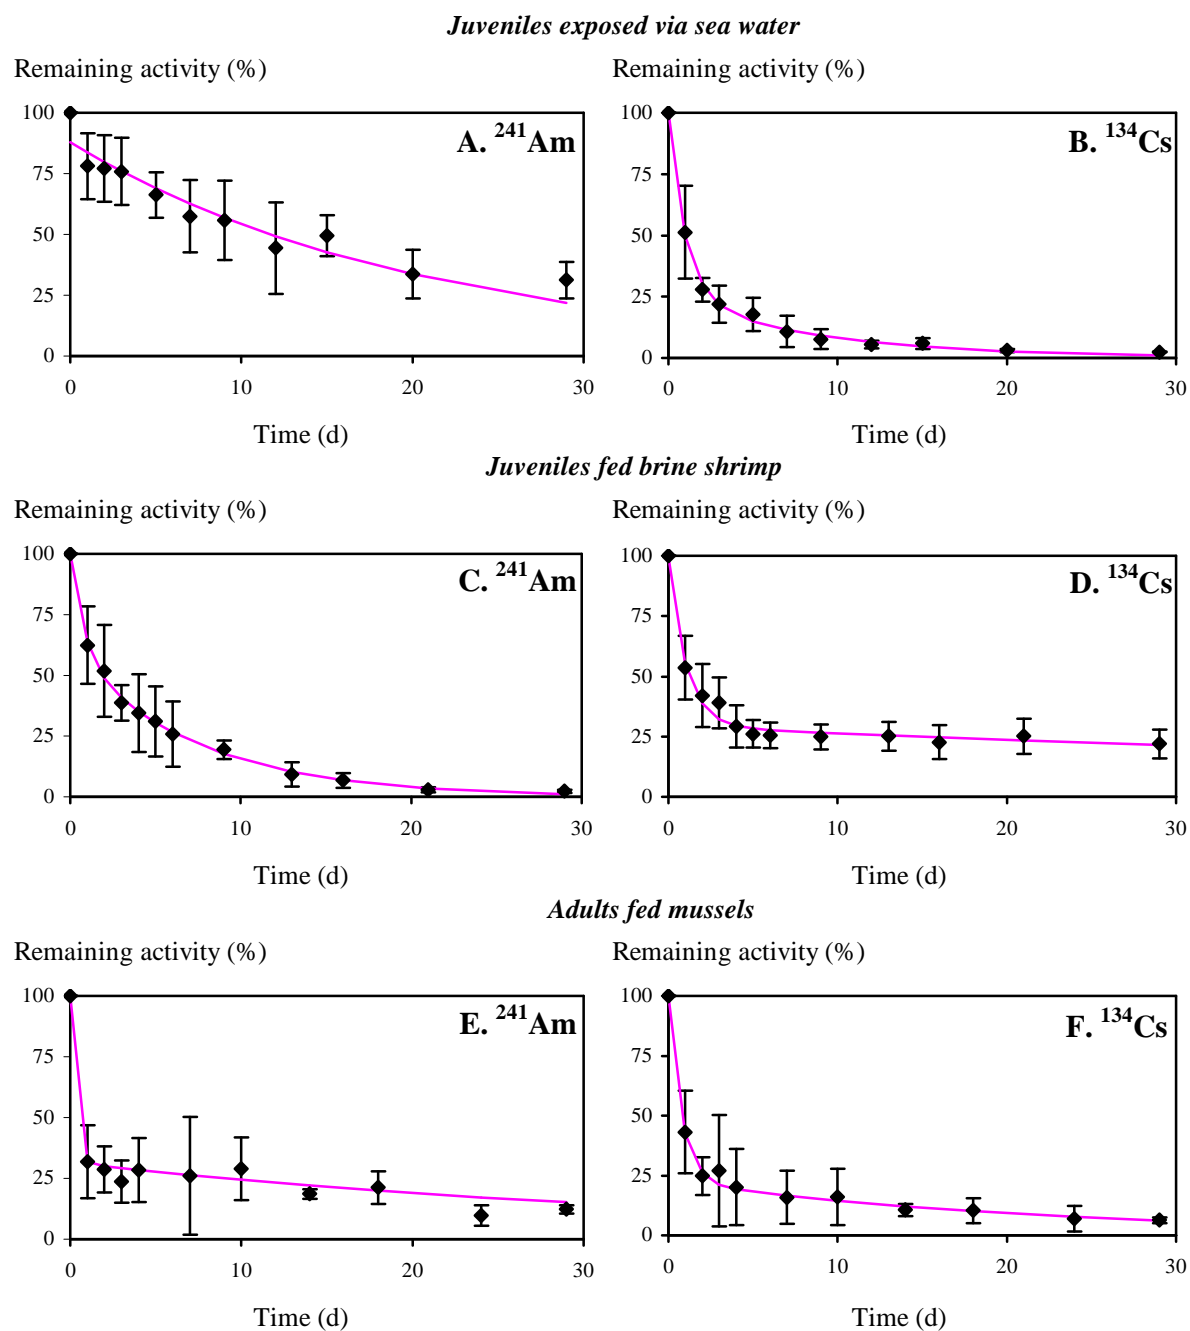 Juveniles exposed via sea water
Remaining activity (%) Remaining activity (%)
A. ²⁴¹Am
100
75
50
25
0
0 10 20 30
Time (d)
B. ¹³⁴Cs
100
75
50
25
0
0 10 20 30
Time (d)
Juveniles fed brine shrimp
Remaining activity (%) Remaining activity (%)
C. ²⁴¹Am
100
75
50
25
0
0 10 20 30
Time (d)
D. ¹³⁴Cs
100
75
50
25
0
0 10 20 30
Time (d)
Adults fed mussels
Remaining activity (%) Remaining activity (%)
E. ²⁴¹Am
100
75
50
25
0
0 10 20 30
Time (d)
F. ¹³⁴Cs
100
75
50
25
0
0 10 20 30
Time (d)